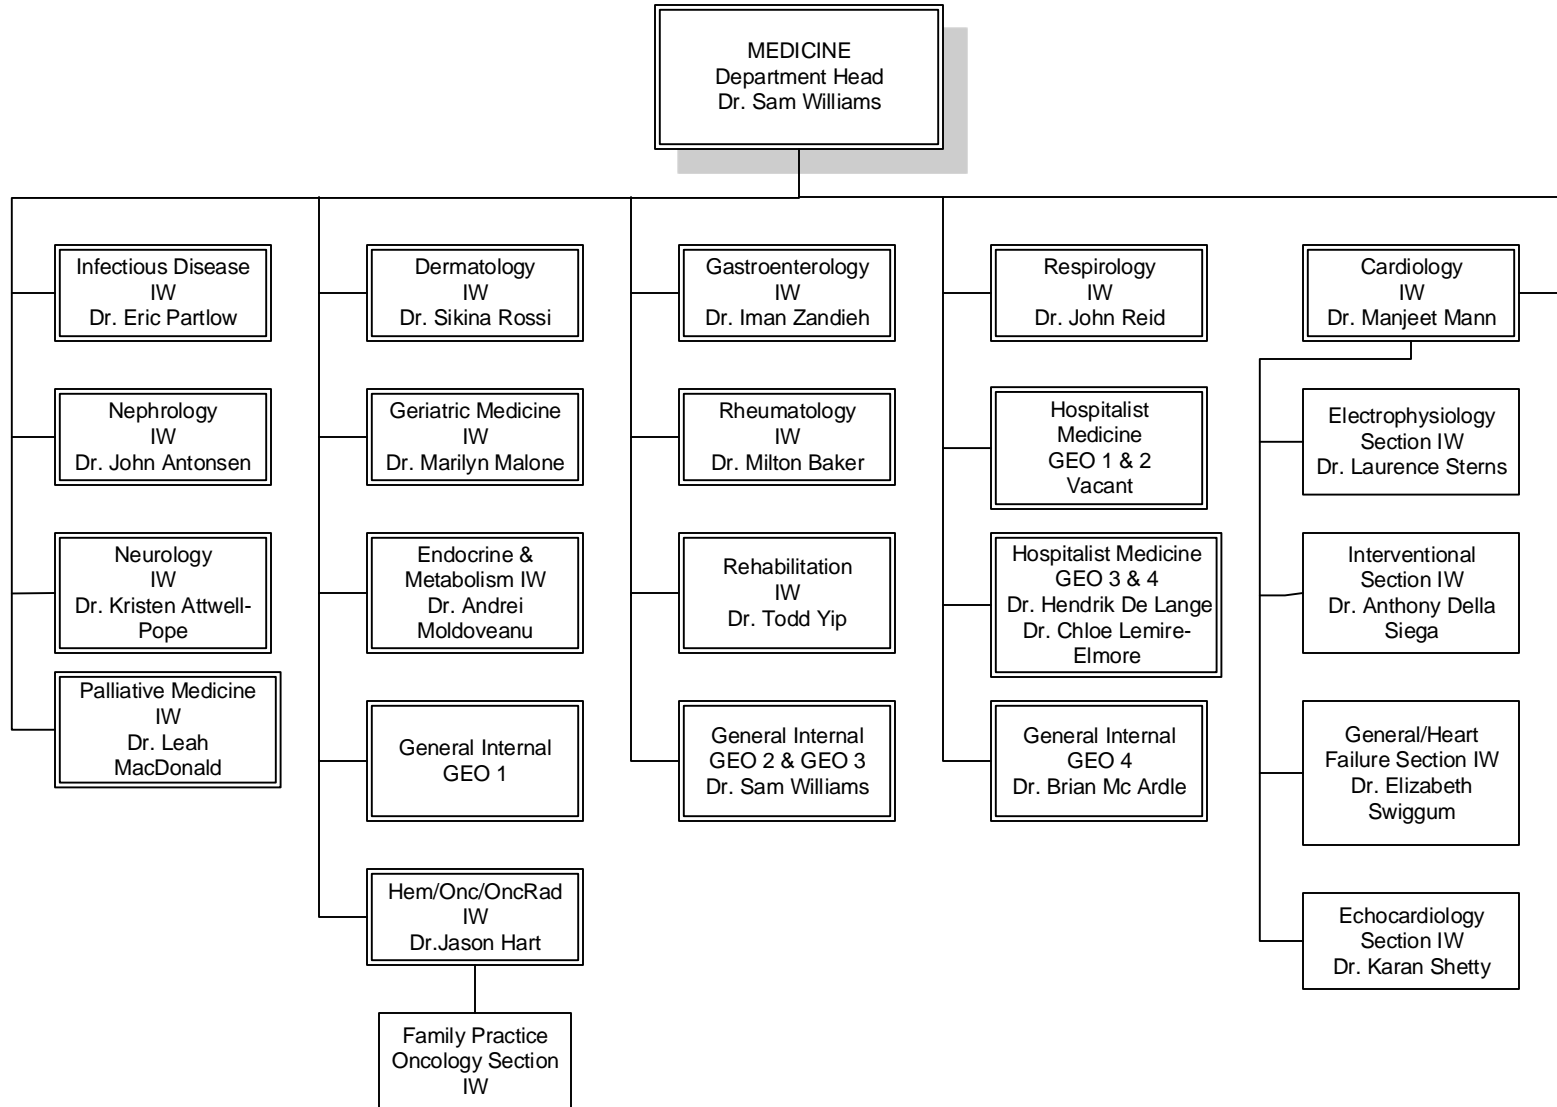 MEDICINE
Department Head
Dr. Sam Williams
Infectious Disease
IW
Dr. Eric Partlow
Nephrology
IW
Dr. John Antonsen
Neurology
IW
Dr. Kristen Attwell-
Pope
Palliative Medicine
IW
Dr. Leah
MacDonald
Dermatology
IW
Dr. Sikina Rossi
Geriatric Medicine
IW
Dr. Marilyn Malone
Endocrine &
Metabolism IW
Dr. Andrei
Moldoveanu
General Internal
GEO 1
Hem/Onc/OncRad
IW
Dr.Jason Hart
Family Practice
Oncology Section
IW
Gastroenterology
IW
Dr. Iman Zandieh
Rheumatology
IW
Dr. Milton Baker
Rehabilitation
IW
Dr. Todd Yip
General Internal
GEO 2 & GEO 3
Dr. Sam Williams
Respirology
IW
Dr. John Reid
Hospitalist
Medicine
GEO 1 & 2
Vacant
Hospitalist Medicine
GEO 3 & 4
Dr. Hendrik De Lange
Dr. Chloe Lemire-
Elmore
General Internal
GEO 4
Dr. Brian Mc Ardle
Cardiology
IW
Dr. Manjeet Mann
Electrophysiology
Section IW
Dr. Laurence Sterns
Interventional
Section IW
Dr. Anthony Della
Siega
General/Heart
Failure Section IW
Dr. Elizabeth
Swiggum
Echocardiology
Section IW
Dr. Karan Shetty